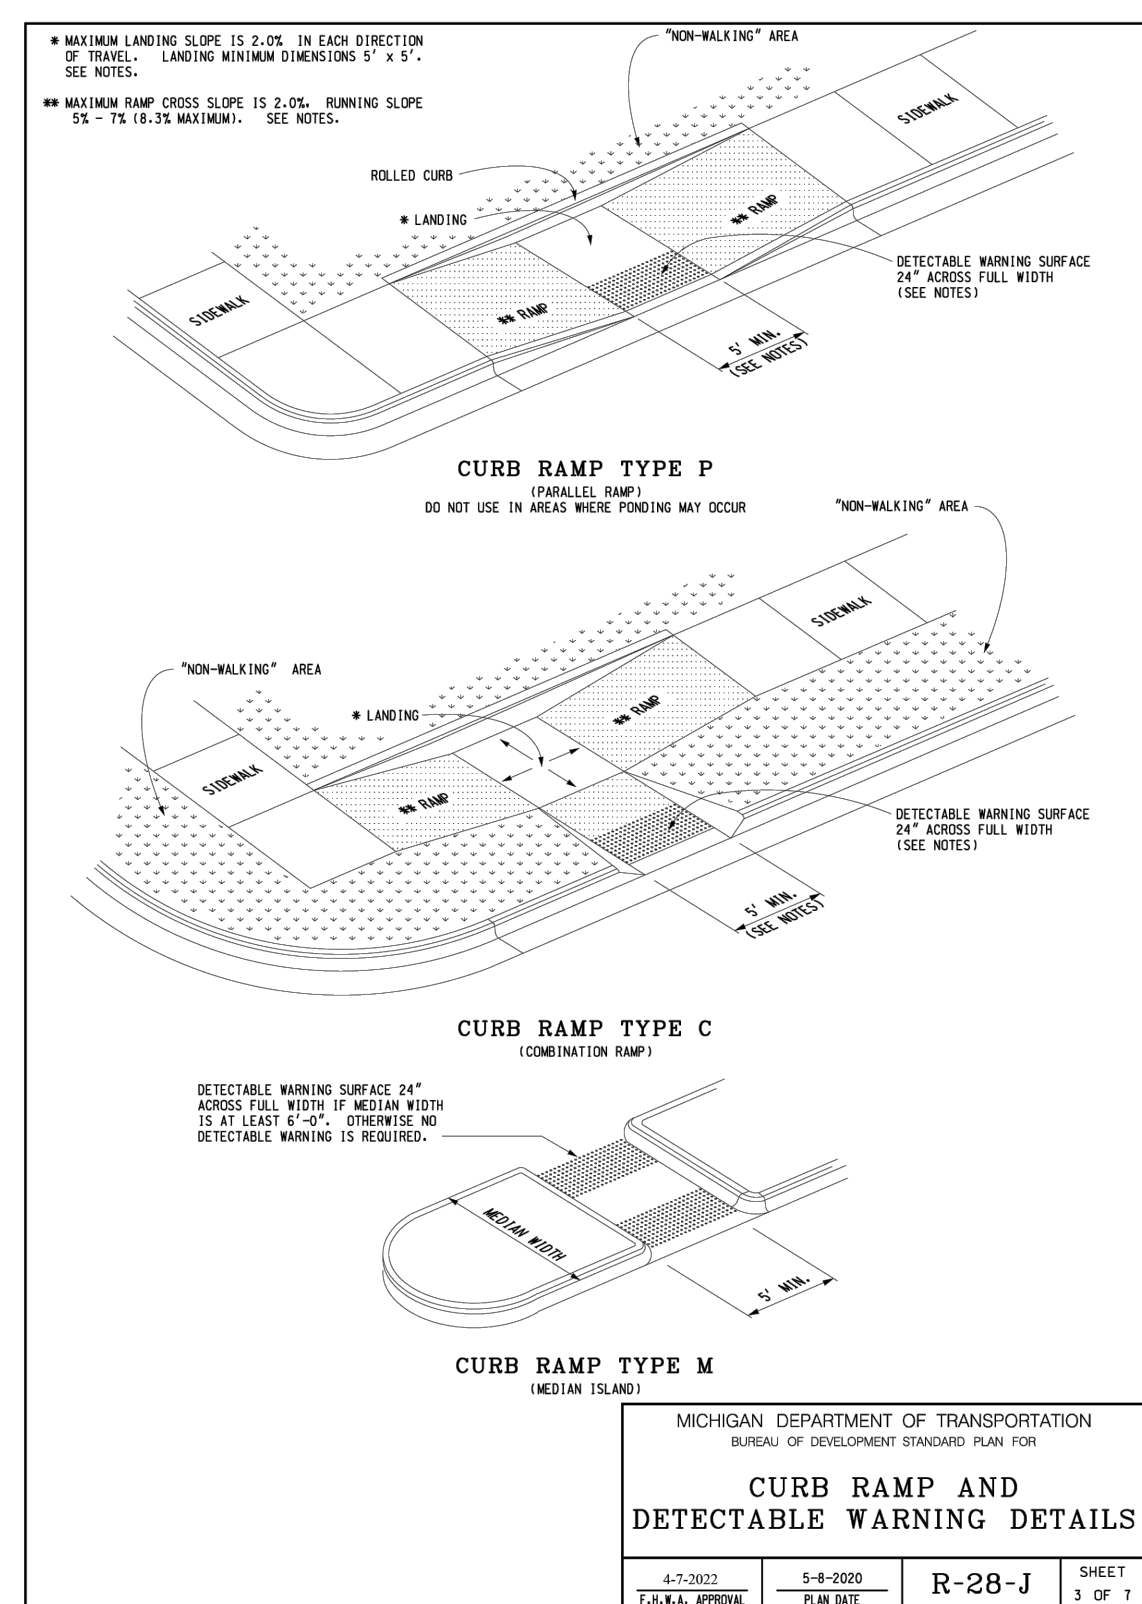 * MAXIMUM LANDING SLOPE IS 2.0% IN EACH DIRECTION
OF TRAVEL. LANDING MINIMUM DIMENSIONS 5' x 5'.
SEE NOTES.
** MAXIMUM RAMP CROSS SLOPE IS 2.0%. RUNNING SLOPE
5% - 7% (8.3% MAXIMUM). SEE NOTES.
"NON-WALKING" AREA
SIDEWALK
ROLLED CURB
* LANDING
** RAMP
DETECTABLE WARNING SURFACE
24" ACROSS FULL WIDTH
(SEE NOTES)
SIDEWALK
** RAMP
5' MIN.
(SEE NOTES)
CURB RAMP TYPE P
(PARALLEL RAMP)
DO NOT USE IN AREAS WHERE PONDING MAY OCCUR
"NON-WALKING" AREA
SIDEWALK
"NON-WALKING" AREA
* LANDING
** RAMP
SIDEWALK
** RAMP
DETECTABLE WARNING SURFACE
24" ACROSS FULL WIDTH
(SEE NOTES)
5' MIN.
(SEE NOTES)
CURB RAMP TYPE C
(COMBINATION RAMP)
DETECTABLE WARNING SURFACE 24"
ACROSS FULL WIDTH IF MEDIAN WIDTH
IS AT LEAST 6'-0". OTHERWISE NO
DETECTABLE WARNING IS REQUIRED.
MEDIAN WIDTH
5' MIN.
CURB RAMP TYPE M
(MEDIAN ISLAND)
MICHIGAN DEPARTMENT OF TRANSPORTATION
BUREAU OF DEVELOPMENT STANDARD PLAN FOR
CURB RAMP AND
DETECTABLE WARNING DETAILS
4-7-2022
F.H.W.A. APPROVAL
5-8-2020
PLAN DATE
R-28-J
SHEET
3 OF 7